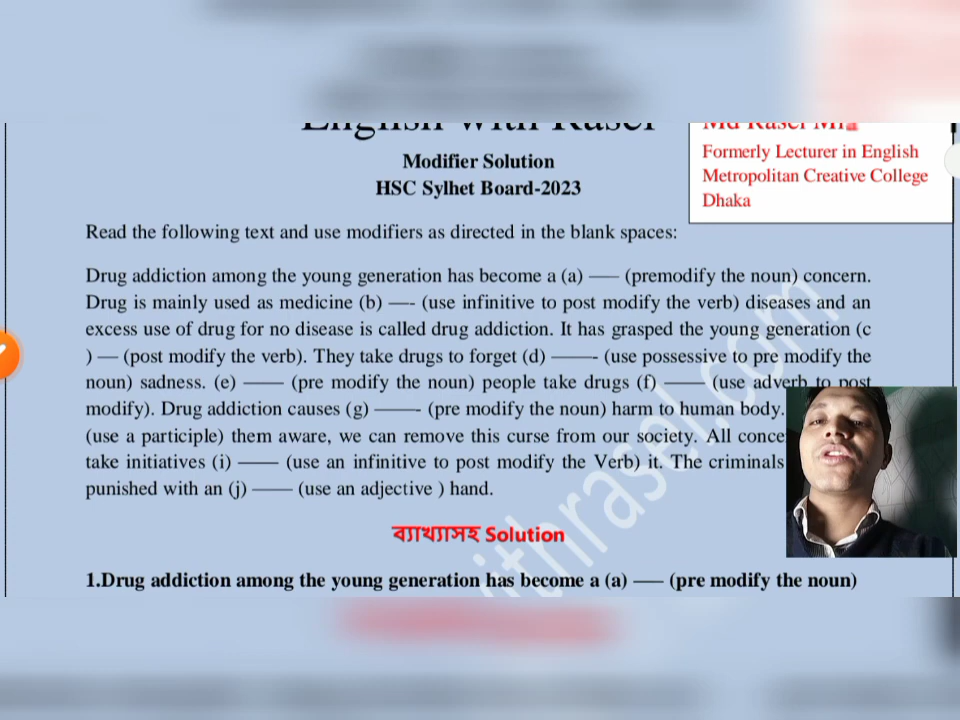 English with Rasel
Md Rasel Mia
Formerly Lecturer in English
Metropolitan Creative College
Dhaka
Modifier Solution
HSC Sylhet Board-2023
Read the following text and use modifiers as directed in the blank spaces:
Drug addiction among the young generation has become a (a) —— (premodify the noun) concern.
Drug is mainly used as medicine (b) —-- (use infinitive to post modify the verb) diseases and an
excess use of drug for no disease is called drug addiction. It has grasped the young generation (c
) — (post modify the verb). They take drugs to forget (d) ——- (use possessive to pre modify the
noun) sadness. (e) —— (pre modify the noun) people take drugs (f) —— (use adverb to post
modify). Drug addiction causes (g) ——- (pre modify the noun) harm to human body.
(use a participle) them aware, we can remove this curse from our society. All
take initiatives (i) —— (use an infinitive to post modify the Verb) it. The criminals
punished with an (j) —— (use an adjective ) hand.
ব্যাখ্যাসহ Solution
1.Drug addiction among the young generation has become a (a) —— (pre modify the noun)
ithrasel.com